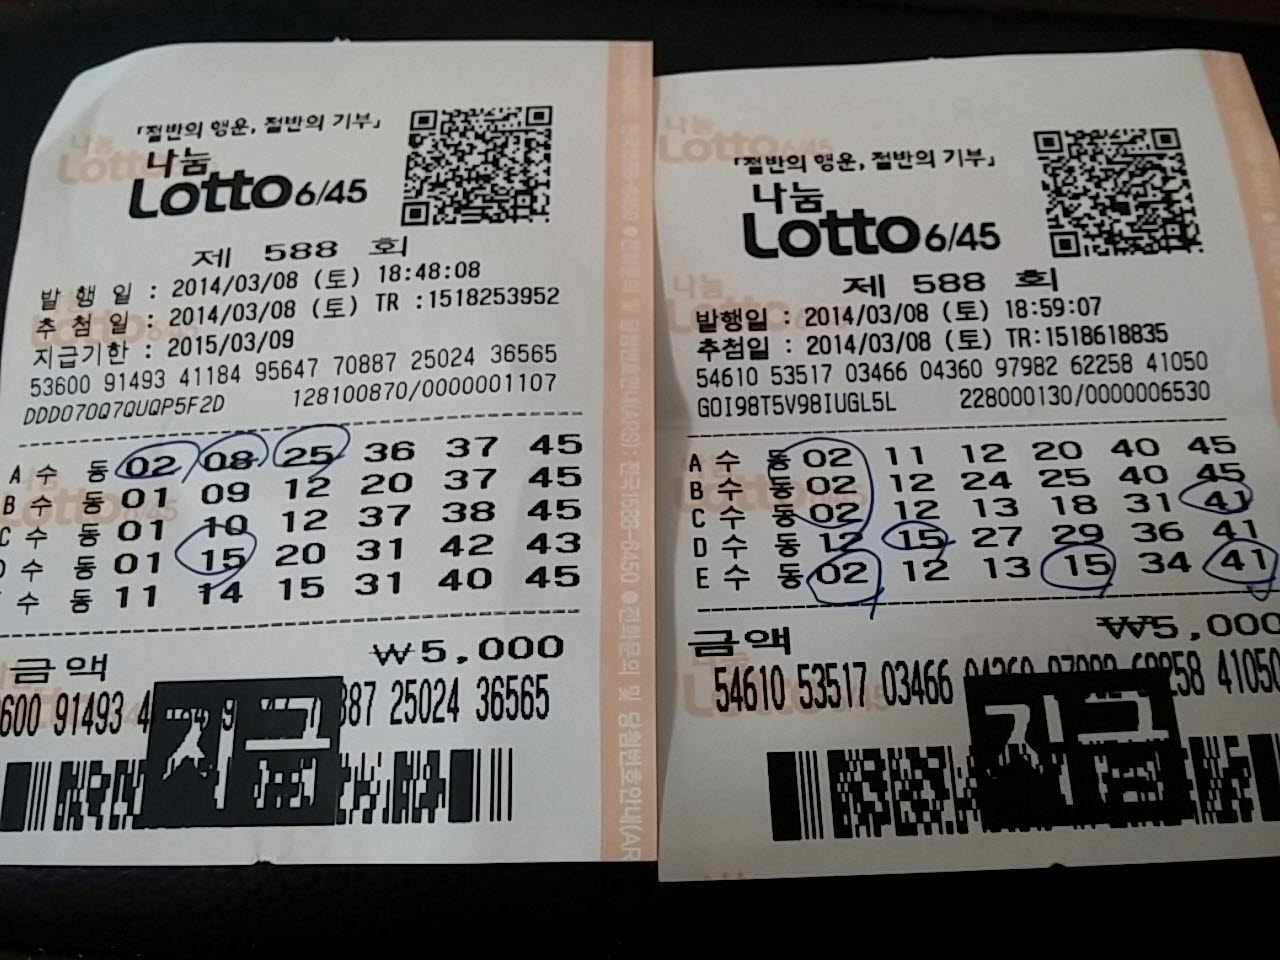 「절반의 행운, 절반의 기부」
나눔
Lotto 6/45
제 588 회
발 행 일 : 2014/03/08 (토) 18:48:08
추 첨 일 : 2014/03/08 (토) TR :1518253952
지급기한 : 2015/03/09
53600 91493 41184 95647 70887 25024 36565
DDD070Q7QUQP5F2D 128100870/0000001107
A 수 동 02 08 25 36 37 45
B 수 동 01 09 12 20 37 45
C 수 동 01 10 12 37 38 45
수 동 01 15 20 31 42 43
수 동 11 14 15 31 40 45
금액 ₩5,000
600 91493 25024 36565
지급
「절반의 행운, 절반의 기부」
나눔
Lotto 6/45
제 588 회
발행일 : 2014/03/08 (토) 18:59:07
추첨일 : 2014/03/08 (토) TR:1518618835
54610 53517 03466 04360 97982 62258 41050
GOI98T5V98IUGL5L 228000130/0000006530
A 수 동 02 11 12 20 40 45
B 수 동 02 12 24 25 40 45
C 수 동 02 12 13 18 31 41
D 수 동 12 15 27 29 36 41
E 수 동 02 12 13 15 34 41
금액 ₩5,000
54610 53517 03466 41050
지급